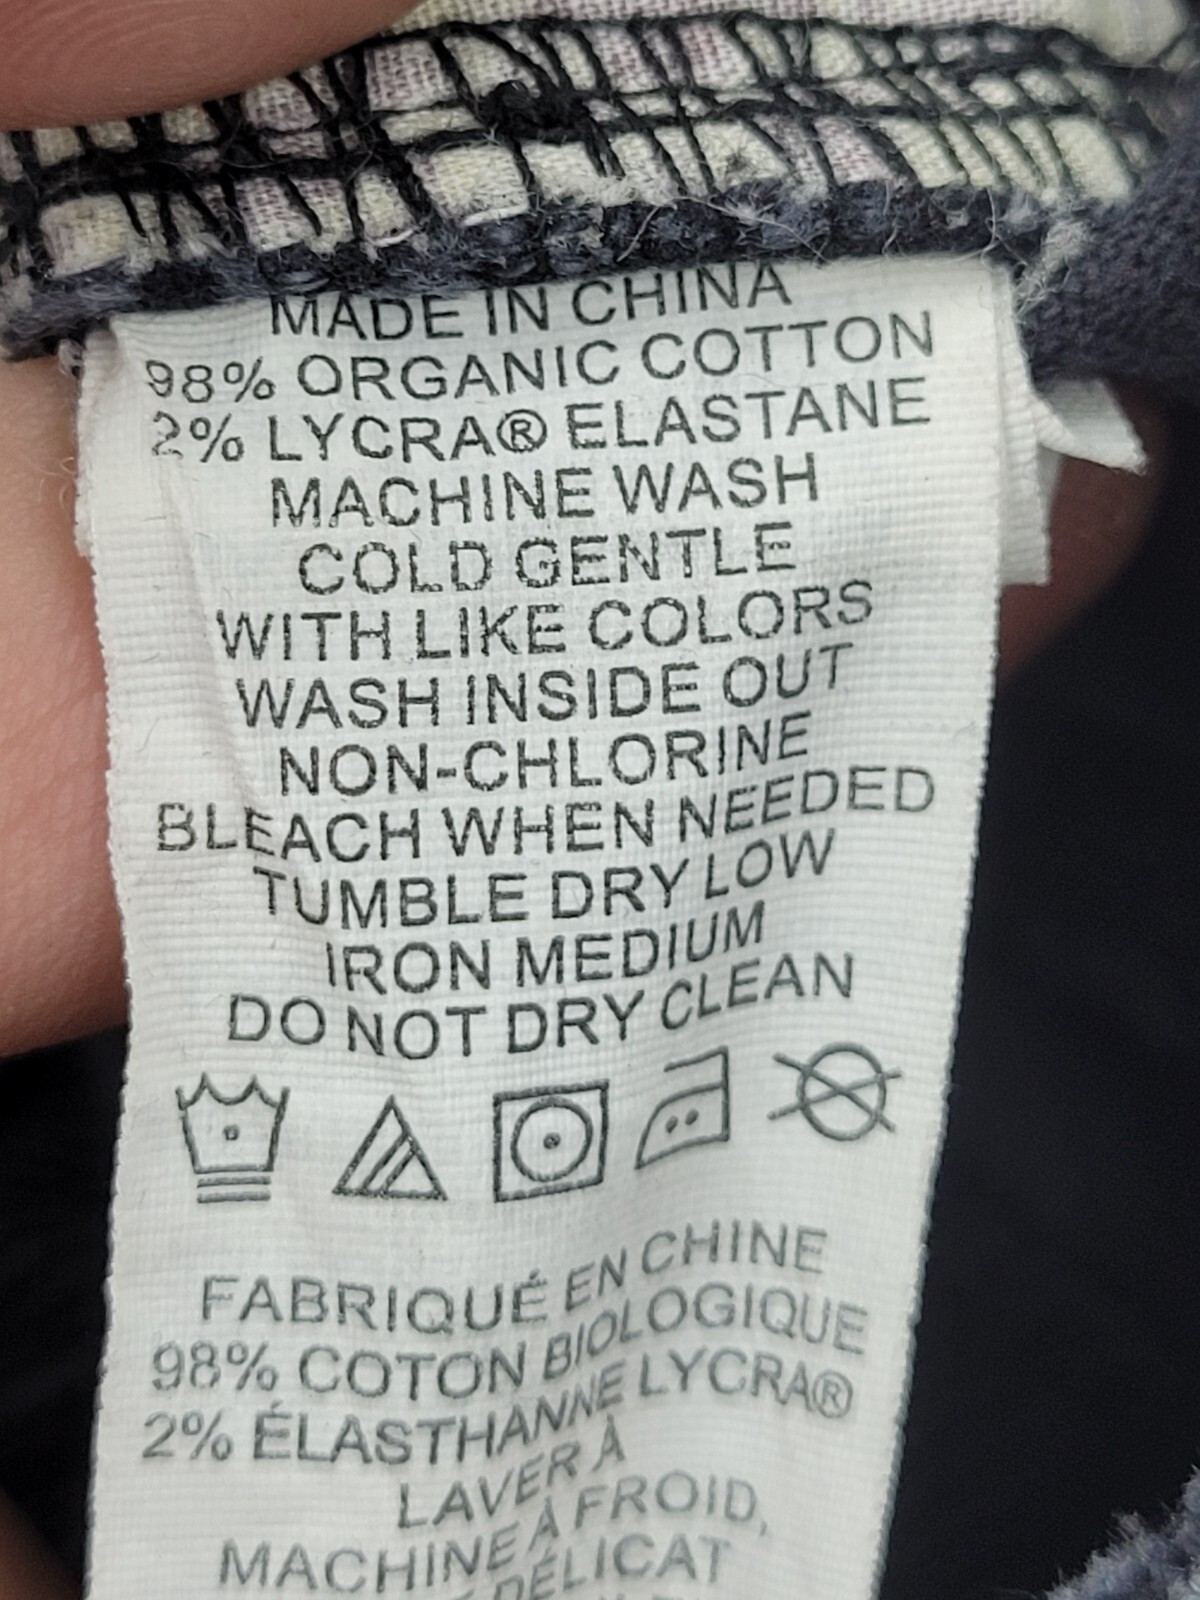 MADE IN CHINA
98% ORGANIC COTTON
2% LYCRA® ELASTANE
MACHINE WASH
COLD GENTLE
WITH LIKE COLORS
WASH INSIDE OUT
NON-CHLORINE
BLEACH WHEN NEEDED
TUMBLE DRY LOW
IRON MEDIUM
DO NOT DRY CLEAN
FABRIQUÉ EN CHINE
98% COTON BIOLOGIQUE
2% ÉLASTHANNE LYCRA®
LAVER À
MACHINE À FROID,
DÉLICAT